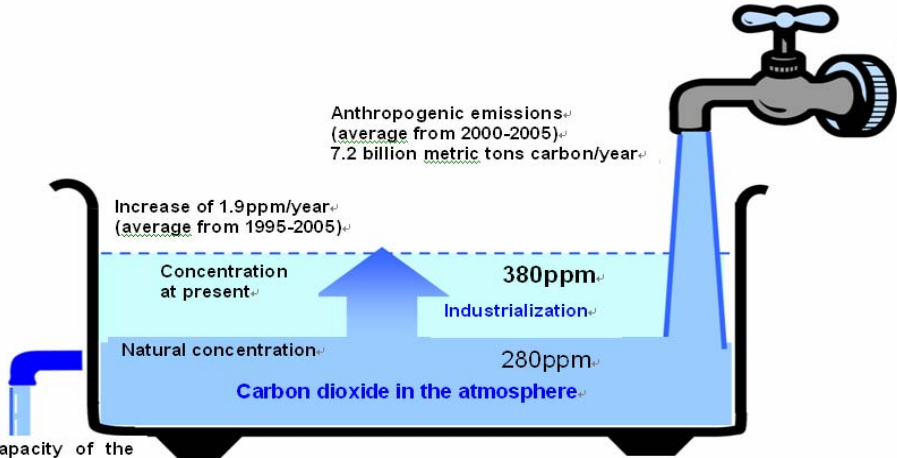 Anthropogenic emissions
(average from 2000-2005)
7.2 billion metric tons carbon/year
Increase of 1.9ppm/year
(average from 1995-2005)
Concentration
at present
380ppm
Industrialization
Natural concentration
280ppm
Carbon dioxide in the atmosphere
apacity of the